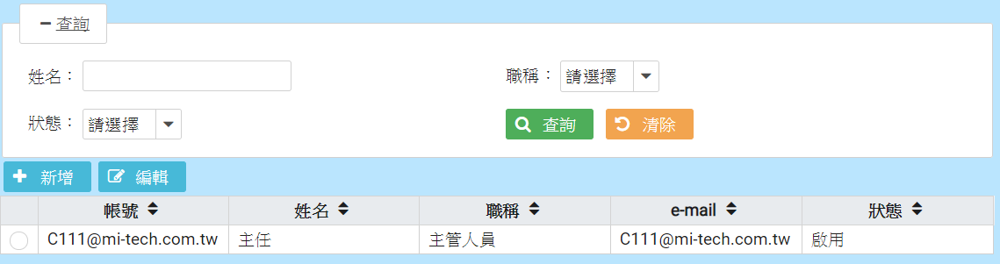 查詢
姓名：
職稱： 請選擇
狀態： 請選擇
查詢 清除
新增 編輯
帳號 姓名 職稱 e-mail 狀態
C111@mi-tech.com.tw 主任 主管人員 C111@mi-tech.com.tw 啟用